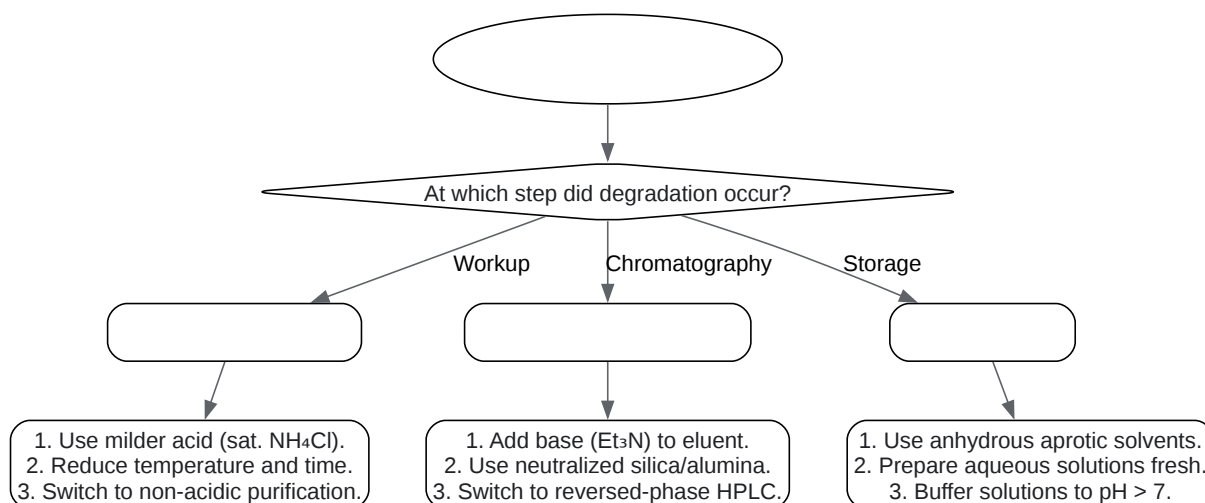 At which step did degradation occur?
Workup
Chromatography
Storage
1. Use milder acid (sat. NH₄Cl).
2. Reduce temperature and time.
3. Switch to non-acidic purification.
1. Add base (Et₃N) to eluent.
2. Use neutralized silica/alumina.
3. Switch to reversed-phase HPLC.
1. Use anhydrous aprotic solvents.
2. Prepare aqueous solutions fresh.
3. Buffer solutions to pH > 7.